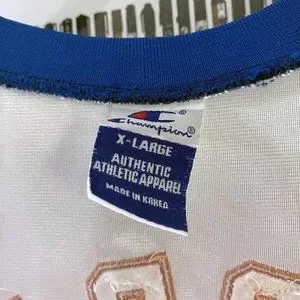 Champion
X-LARGE
AUTHENTIC
ATHLETIC APPAREL
MADE IN KOREA